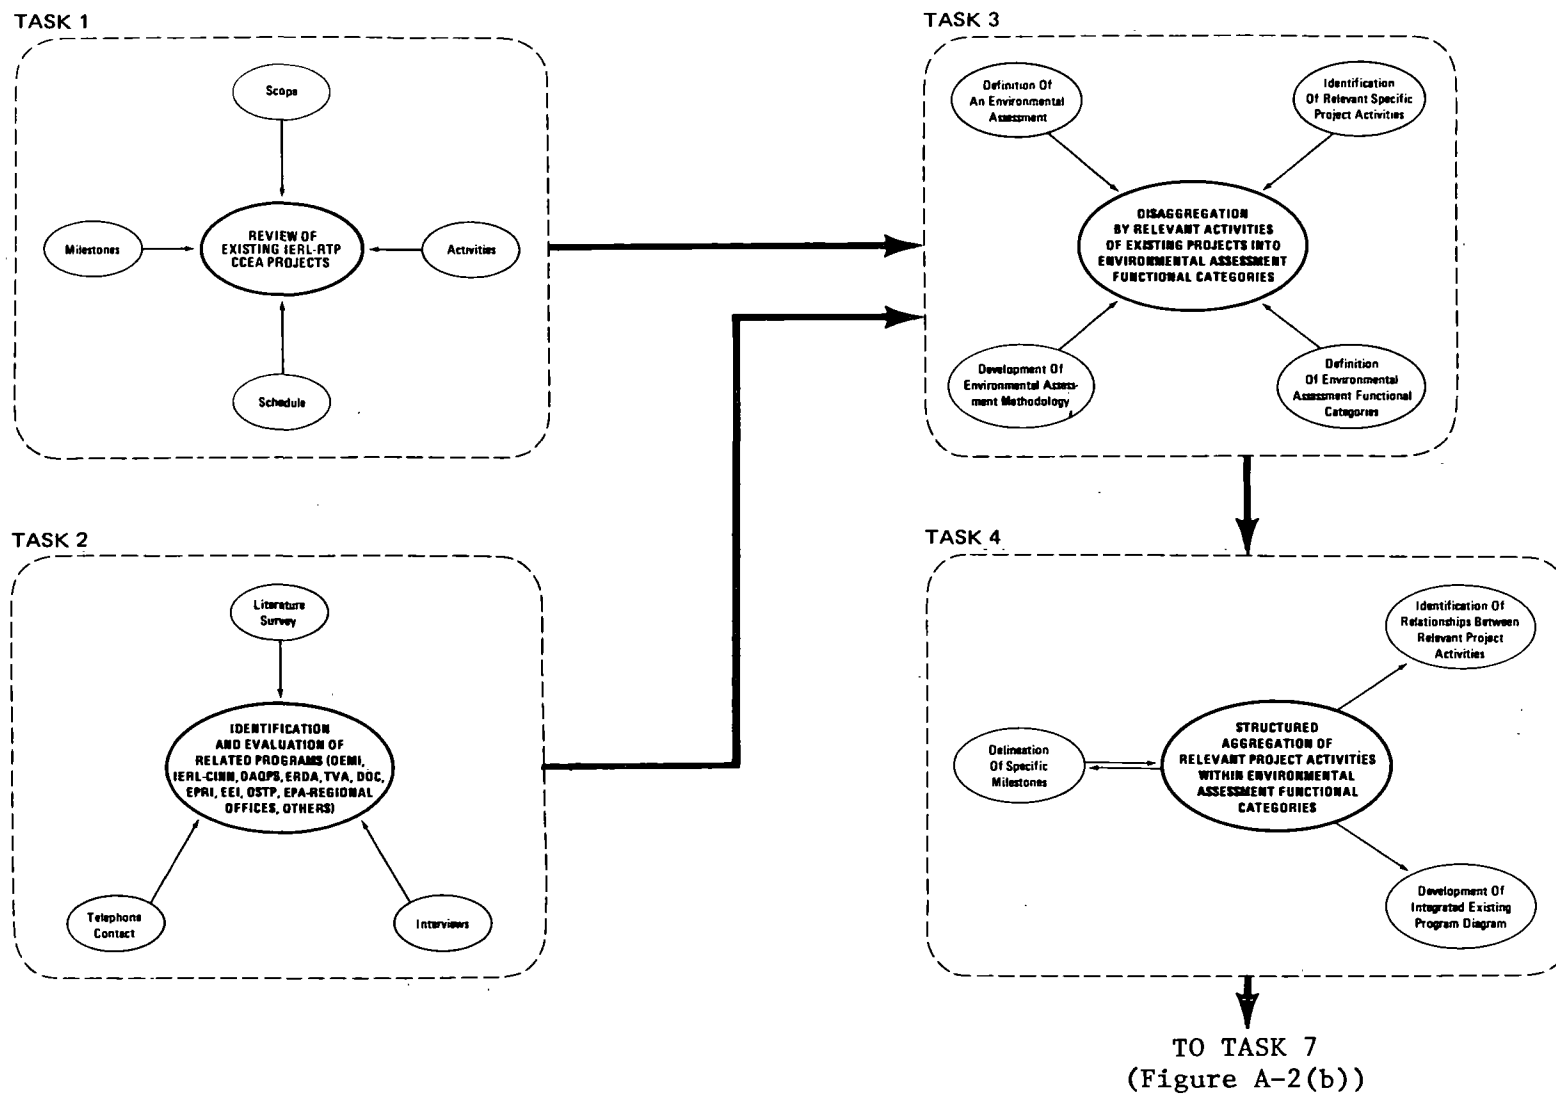 TASK 1
Scope
Milestones
REVIEW OF
EXISTING IERL-RTP
CCEA PROJECTS
Activities
Schedule
TASK 2
Literature
Survey
IDENTIFICATION
AND EVALUATION OF
RELATED PROGRAMS (OEMI,
IERL-CINN, OAQPS, ERDA, TVA, DOC,
EPRI, EEI, OSTP, EPA-REGIONAL
OFFICES, OTHERS)
Telephone
Contact
Interviews
TASK 3
Definition Of
An Environmental
Assessment
Identification
Of Relevant Specific
Project Activities
DISAGGREGATION
BY RELEVANT ACTIVITIES
OF EXISTING PROJECTS INTO
ENVIRONMENTAL ASSESSMENT
FUNCTIONAL CATEGORIES
Development Of
Environmental Assess-
ment Methodology
Definition
Of Environmental
Assessment Functional
Categories
TASK 4
Identification Of
Relationships Between
Relevant Project
Activities
Delineation
Of Specific
Milestones
STRUCTURED
AGGREGATION OF
RELEVANT PROJECT ACTIVITIES
WITHIN ENVIRONMENTAL
ASSESSMENT FUNCTIONAL
CATEGORIES
Development Of
Integrated Existing
Program Diagram
TO TASK 7
(Figure A-2(b))